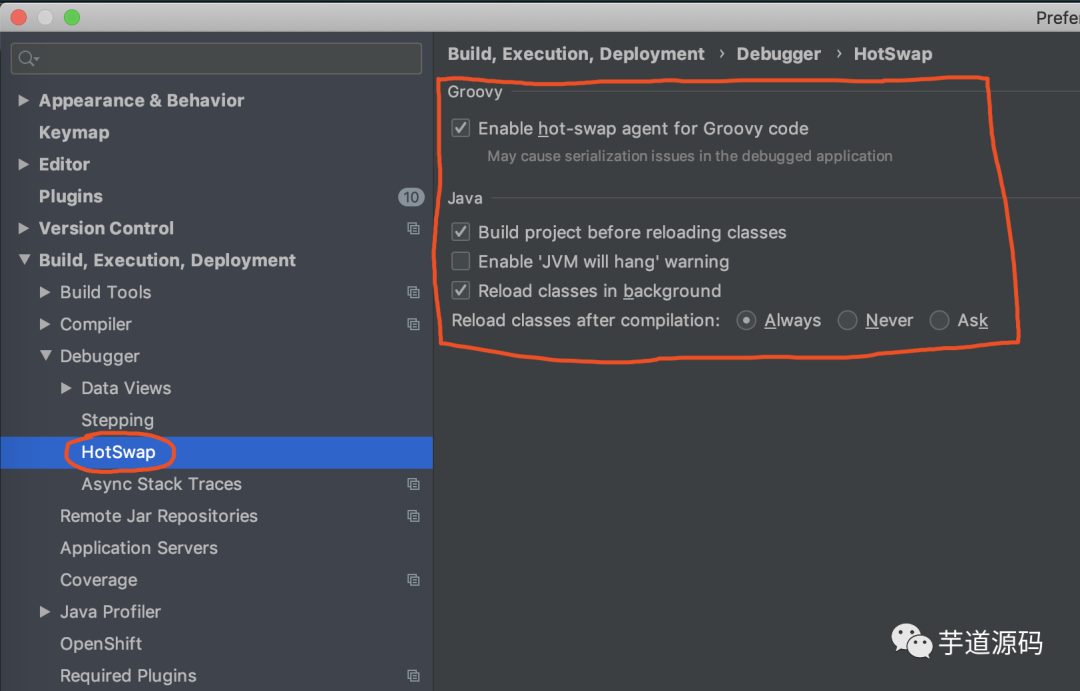 Prefe
Build, Execution, Deployment › Debugger › HotSwap
Appearance & Behavior
Keymap
Editor
Plugins 10
Version Control
Build, Execution, Deployment
Build Tools
Compiler
Debugger
Data Views
Stepping
HotSwap
Async Stack Traces
Remote Jar Repositories
Application Servers
Coverage
Java Profiler
OpenShift
Required Plugins
Groovy
Enable hot-swap agent for Groovy code
May cause serialization issues in the debugged application
Java
Build project before reloading classes
Enable 'JVM will hang' warning
Reload classes in background
Reload classes after compilation: Always Never Ask
芋道源码